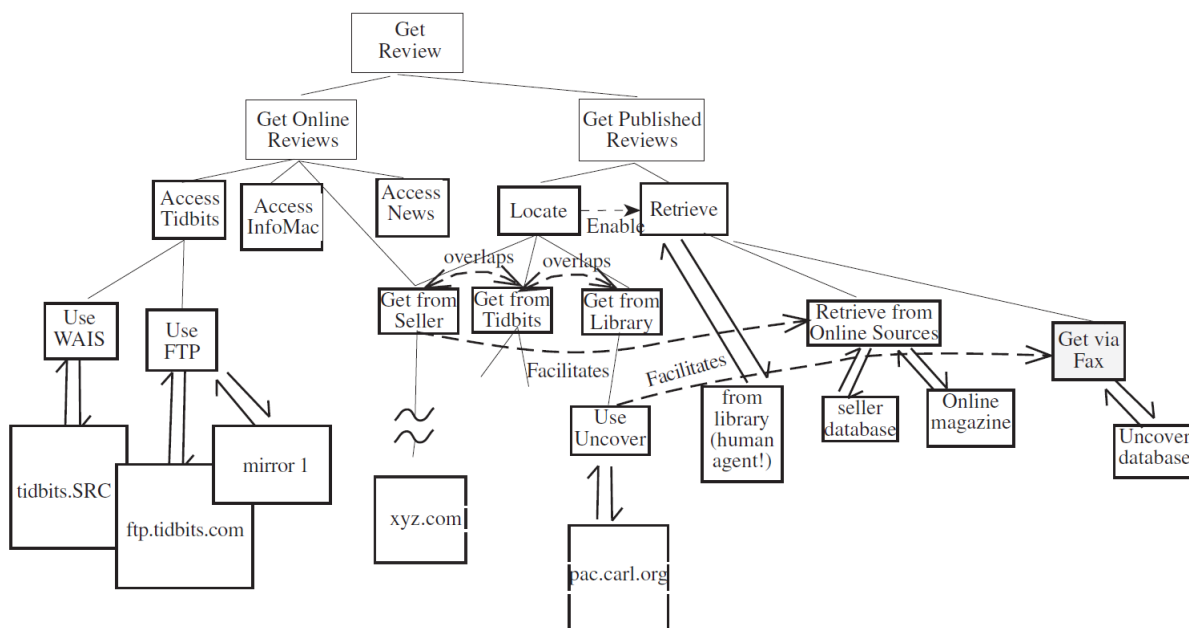 Get
Review
Get Online
Reviews
Get Published
Reviews
Access
Tidbits
Access
InfoMac
Access
News
Locate
Enable
Retrieve
overlaps
overlaps
Get from
Seller
Get from
Tidbits
Get from
Library
Retrieve from
Online Sources
Use
WAIS
Use
FTP
Get via
Fax
Facilitates
Facilitates
from
library
(human
agent!)
seller
database
Online
magazine
Use
Uncover
Uncover
database
mirror 1
tidbits.SRC
ftp.tidbits.com
xyz.com
pac.carl.org